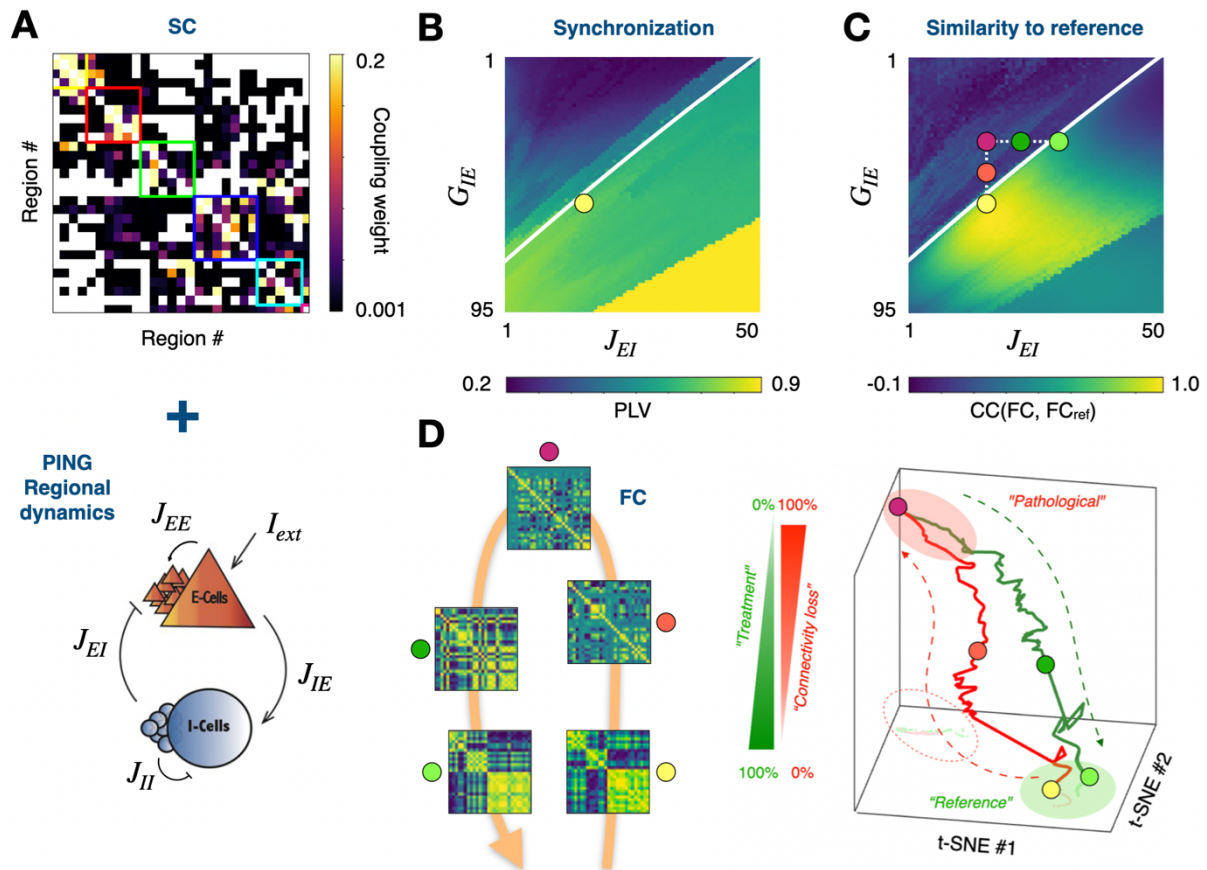 A
SC
0.2
Coupling weight
0.001
Region #
Region #
+
PING
Regional
dynamics
J_EE
I_ext
E-Cells
J_EI
J_IE
I-Cells
J_II
B
Synchronization
1
G_IE
95
1
50
J_EI
0.2
0.9
PLV
C
Similarity to reference
1
G_IE
95
1
50
J_EI
-0.1
1.0
CC(FC, FCref)
D
FC
0%
100%
"Treatment"
"Connectivity loss"
100%
0%
"Pathological"
"Reference"
t-SNE #1
t-SNE #2